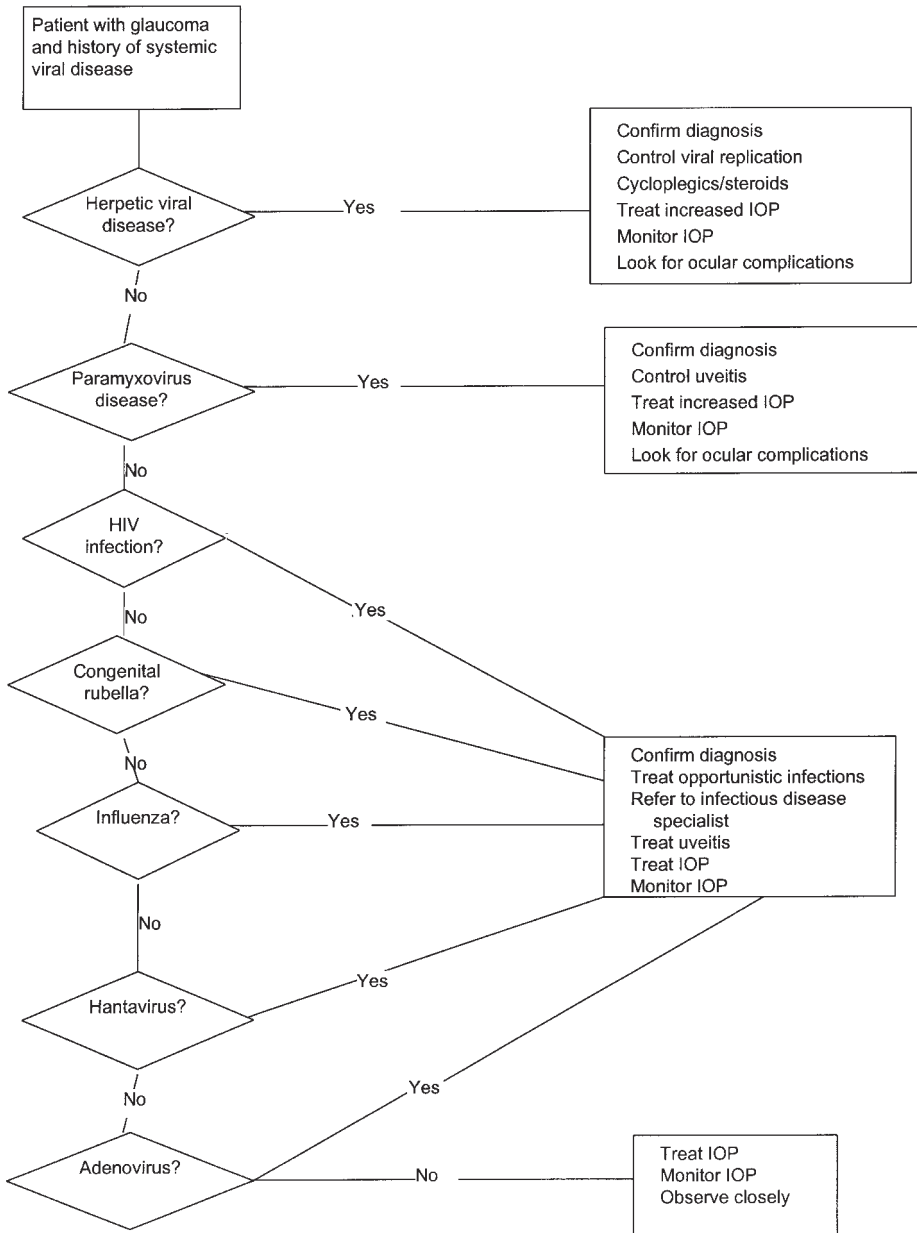 Patient with glaucoma
and history of systemic
viral disease
Herpetic viral
disease?
Yes
Confirm diagnosis
Control viral replication
Cycloplegics/steroids
Treat increased IOP
Monitor IOP
Look for ocular complications
No
Paramyxovirus
disease?
Yes
Confirm diagnosis
Control uveitis
Treat increased IOP
Monitor IOP
Look for ocular complications
No
HIV
infection?
Yes
No
Congenital
rubella?
Yes
No
Influenza?
Yes
Confirm diagnosis
Treat opportunistic infections
Refer to infectious disease
specialist
Treat uveitis
Treat IOP
Monitor IOP
No
Hantavirus?
Yes
No
Adenovirus?
Yes
No
Treat IOP
Monitor IOP
Observe closely